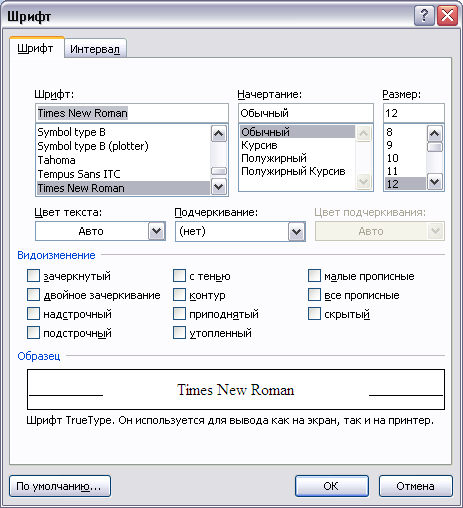 Шрифт
Шрифт Интервал
Шрифт: Начертание: Размер:
Times New Roman Обычный 12
Symbol type B Обычный 8
Symbol type B (plotter) Курсив 9
Tahoma Полужирный 10
Tempus Sans ITC Полужирный Курсив 11
Times New Roman 12
Цвет текста: Подчеркивание: Цвет подчеркивания:
Авто (нет) Авто
Видоизменение
зачеркнутый с тенью малые прописные
двойное зачеркивание контур все прописные
надстрочный приподнятый скрытый
подстрочный утопленный
Образец
Times New Roman
Шрифт TrueType. Он используется для вывода как на экран, так и на принтер.
По умолчанию... ОК Отмена